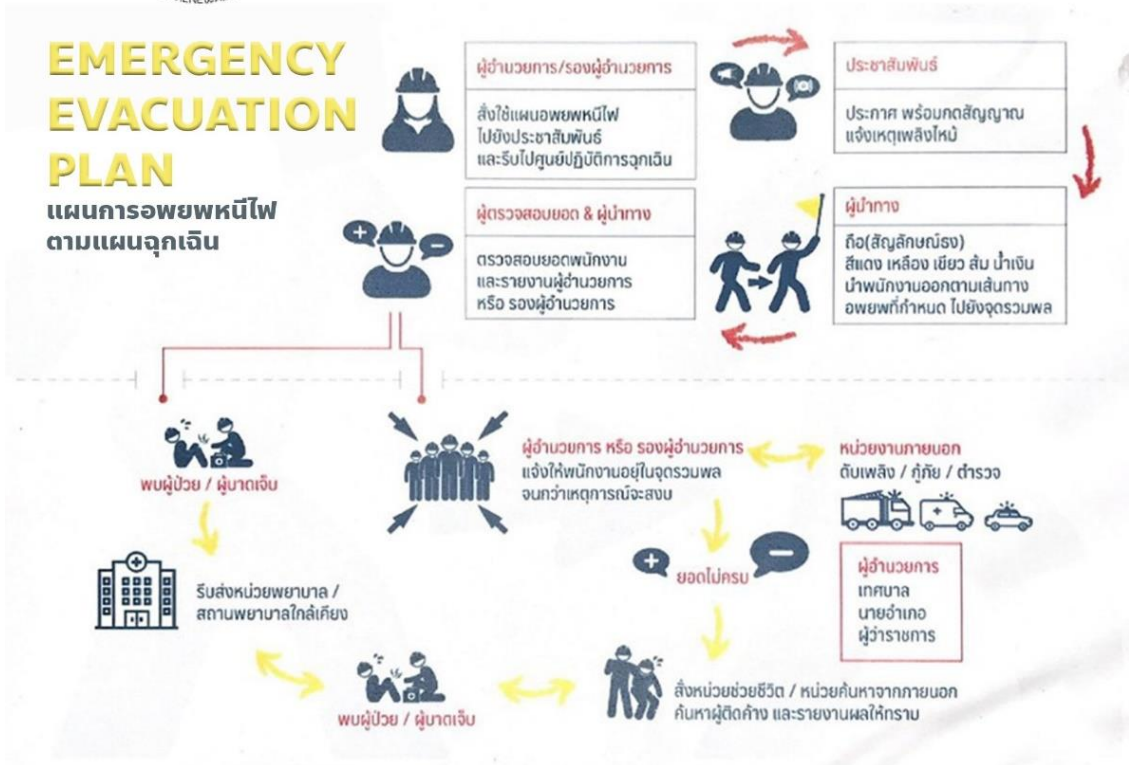 EMERGENCY
EVACUATION
PLAN
แผนการอพยพหนีไฟ
ตามแผนฉุกเฉิน
ผู้อำนวยการ/รองผู้อำนวยการ
สั่งใช้แผนอพยพหนีไฟ
ไปยังประชาสัมพันธ์
และรีบไปศูนย์ปฏิบัติการฉุกเฉิน
ประชาสัมพันธ์
ประกาศ พร้อมกดสัญญาณ
แจ้งเหตุเพลิงไหม้
ผู้นำทาง
ถือ(สัญลักษณ์ธง)
สีแดง เหลือง เขียว ส้ม น้ำเงิน
นำพนักงานออกตามเส้นทาง
อพยพที่กำหนด ไปยังจุดรวมพล
ผู้ตรวจสอบยอด & ผู้นำทาง
ตรวจสอบยอดพนักงาน
และรายงานผู้อำนวยการ
หรือ รองผู้อำนวยการ
พบผู้ป่วย / ผู้บาดเจ็บ
ผู้อำนวยการ หรือ รองผู้อำนวยการ
แจ้งให้พนักงานอยู่ในจุดรวมพล
จนกว่าเหตุการณ์จะสงบ
หน่วยงานภายนอก
ดับเพลิง / กู้ภัย / ตำรวจ
ผู้อำนวยการ
เทศบาล
นายอำเภอ
ผู้ว่าราชการ
ยอดไม่ครบ
รีบส่งหน่วยพยาบาล /
สถานพยาบาลใกล้เคียง
พบผู้ป่วย / ผู้บาดเจ็บ
สั่งหน่วยช่วยชีวิต / หน่วยค้นหาจากภายนอก
ค้นหาผู้ติดค้าง และรายงานผลให้ทราบ